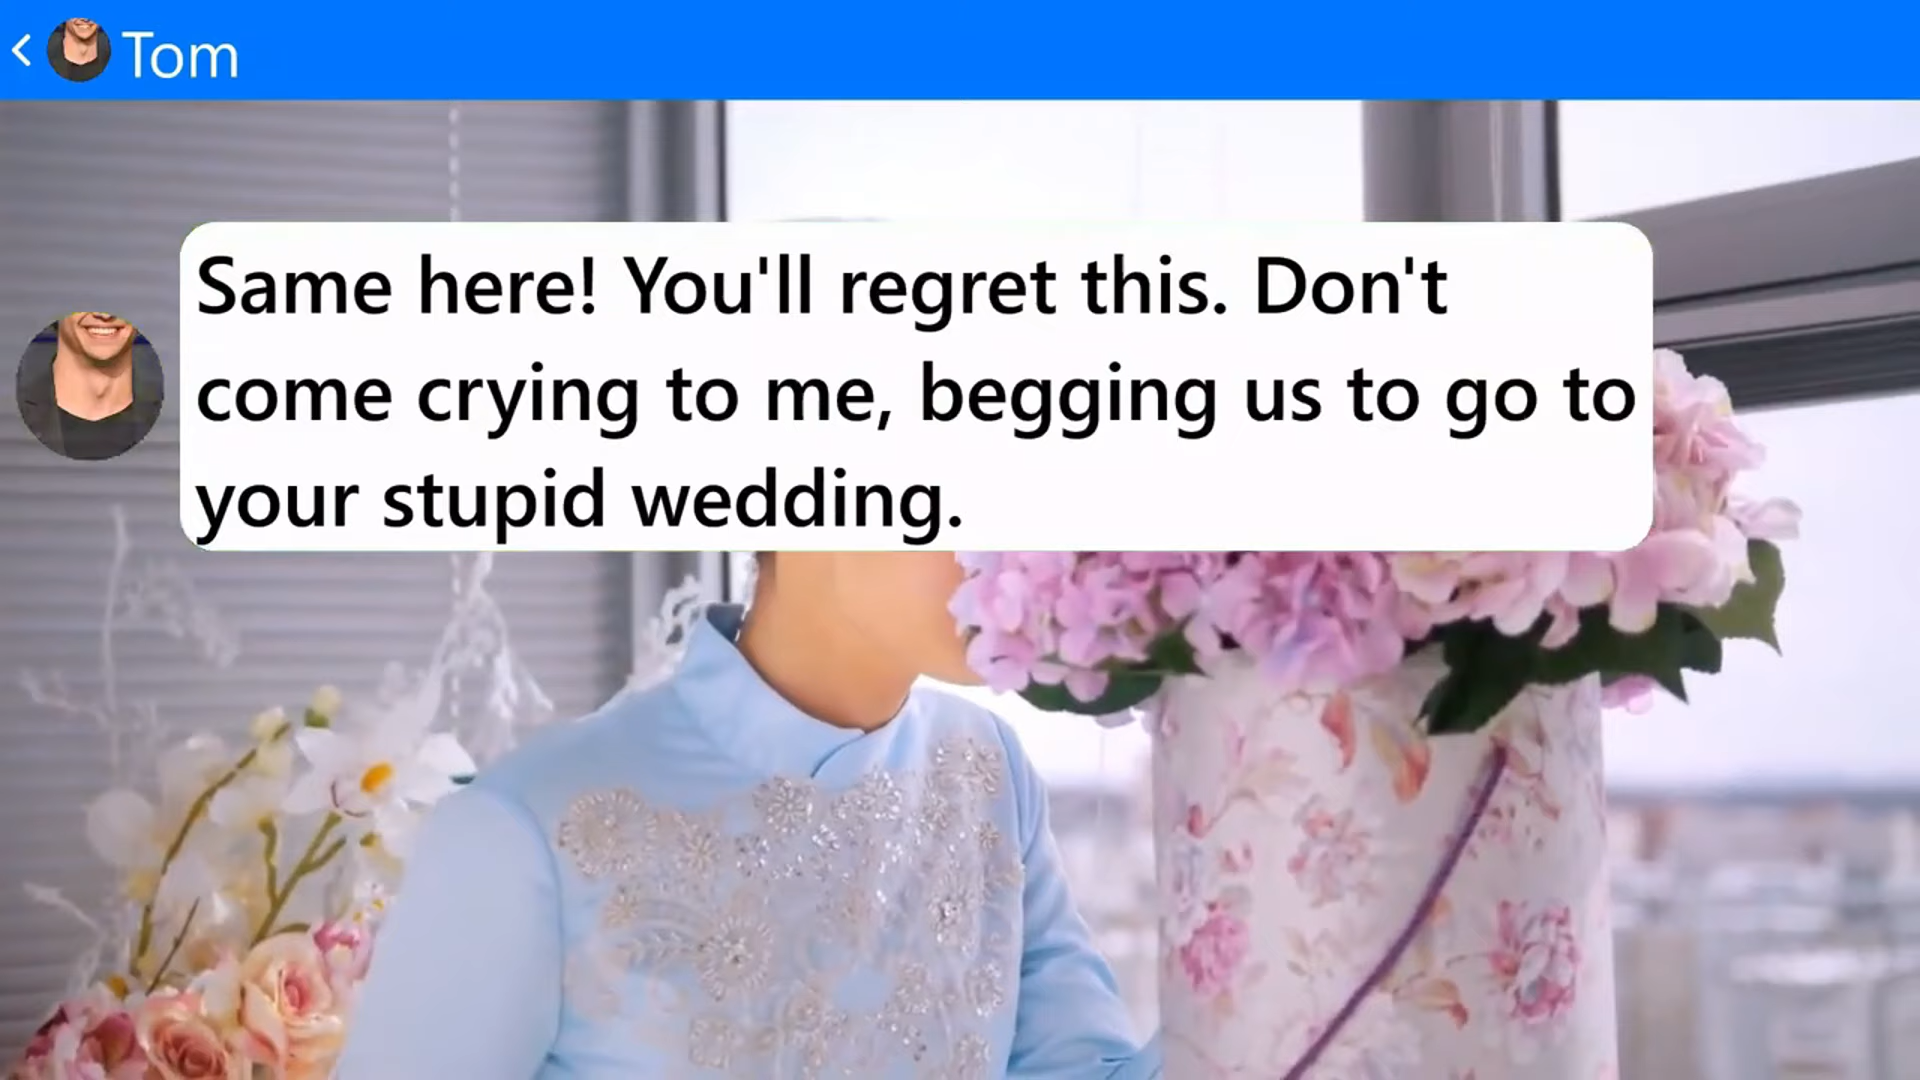 Tom
Same here! You'll regret this. Don't
come crying to me, begging us to go to
your stupid wedding.